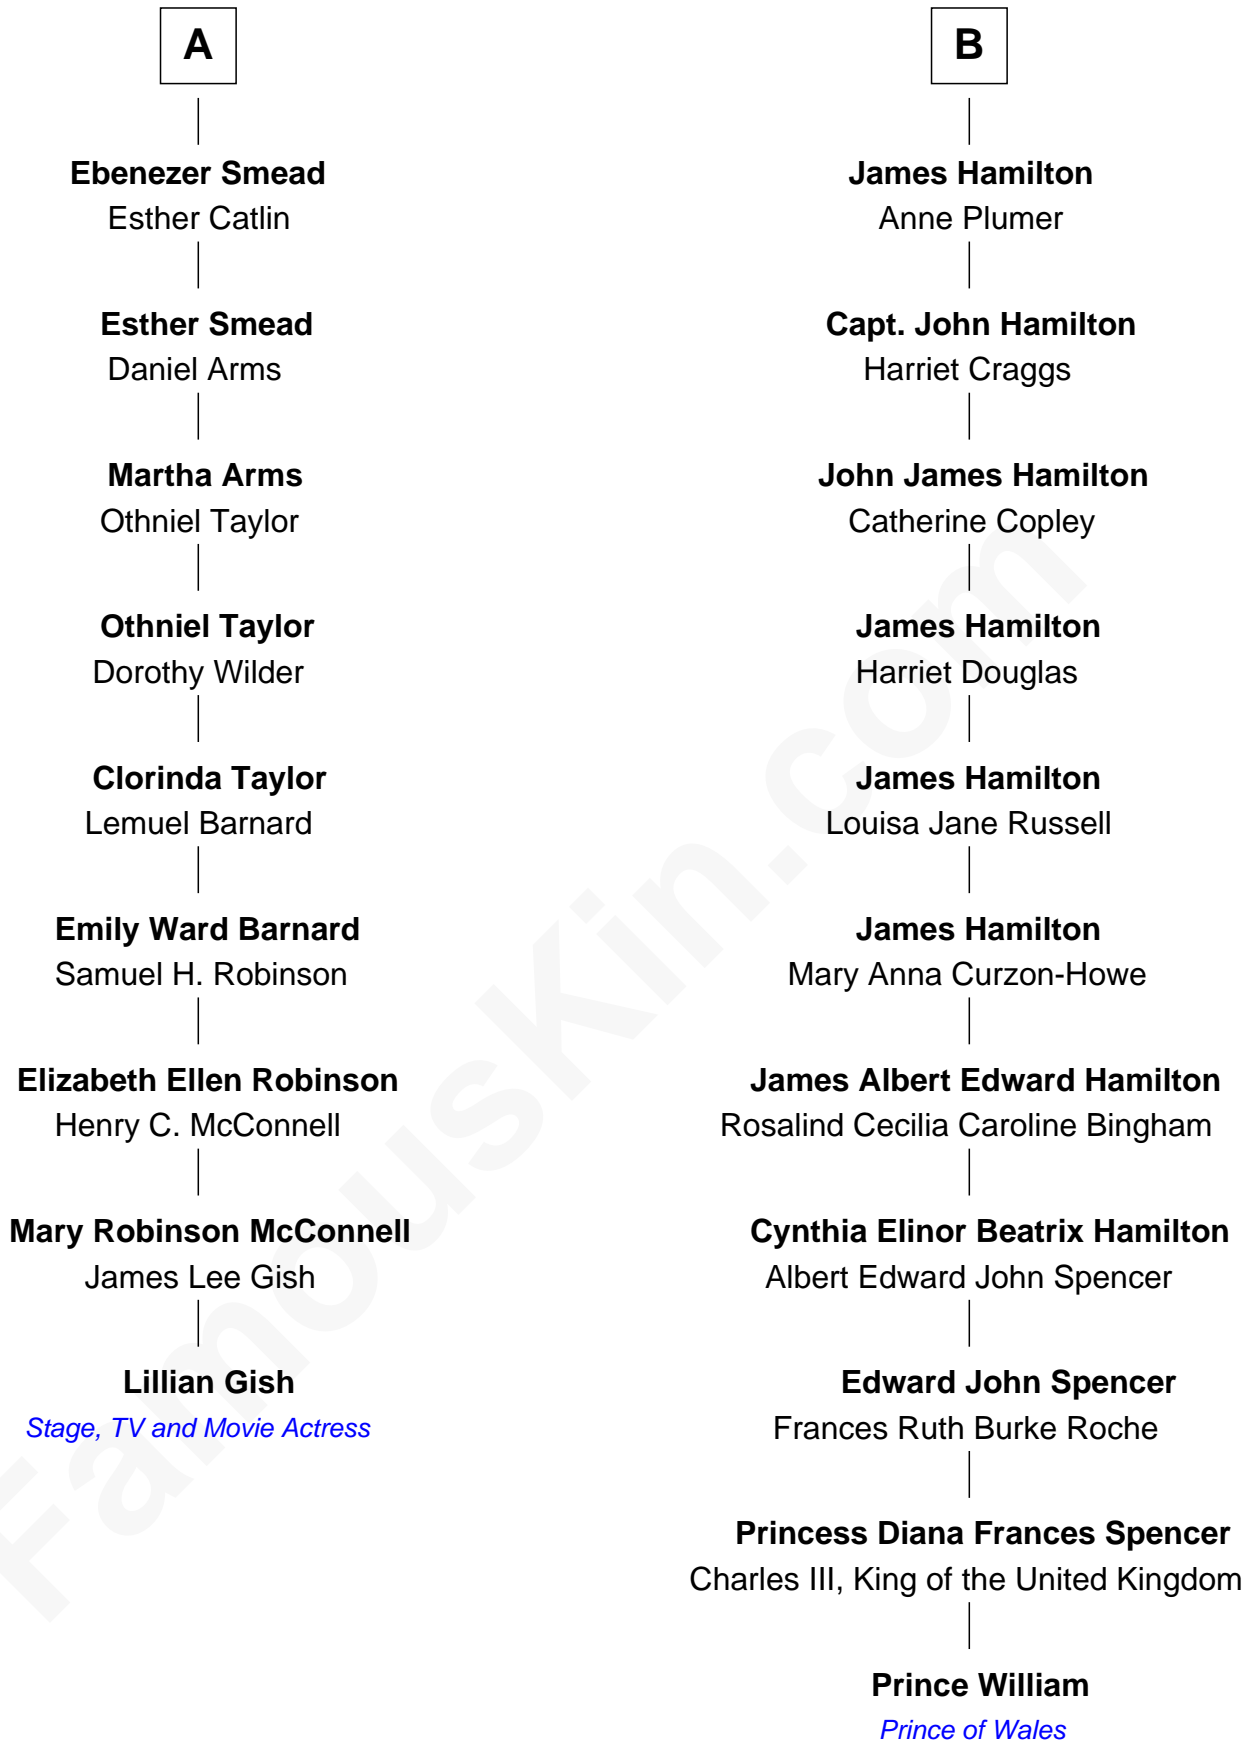 A
Ebenezer Smead
Esther Catlin
Esther Smead
Daniel Arms
Martha Arms
Othniel Taylor
Othniel Taylor
Dorothy Wilder
Clorinda Taylor
Lemuel Barnard
Emily Ward Barnard
Samuel H. Robinson
Elizabeth Ellen Robinson
Henry C. McConnell
Mary Robinson McConnell
James Lee Gish
Lillian Gish
Stage, TV and Movie Actress
B
James Hamilton
Anne Plumer
Capt. John Hamilton
Harriet Craggs
John James Hamilton
Catherine Copley
James Hamilton
Harriet Douglas
James Hamilton
Louisa Jane Russell
James Hamilton
Mary Anna Curzon-Howe
James Albert Edward Hamilton
Rosalind Cecilia Caroline Bingham
Cynthia Elinor Beatrix Hamilton
Albert Edward John Spencer
Edward John Spencer
Frances Ruth Burke Roche
Princess Diana Frances Spencer
Charles III, King of the United Kingdom
Prince William
Prince of Wales
FamousKin.com